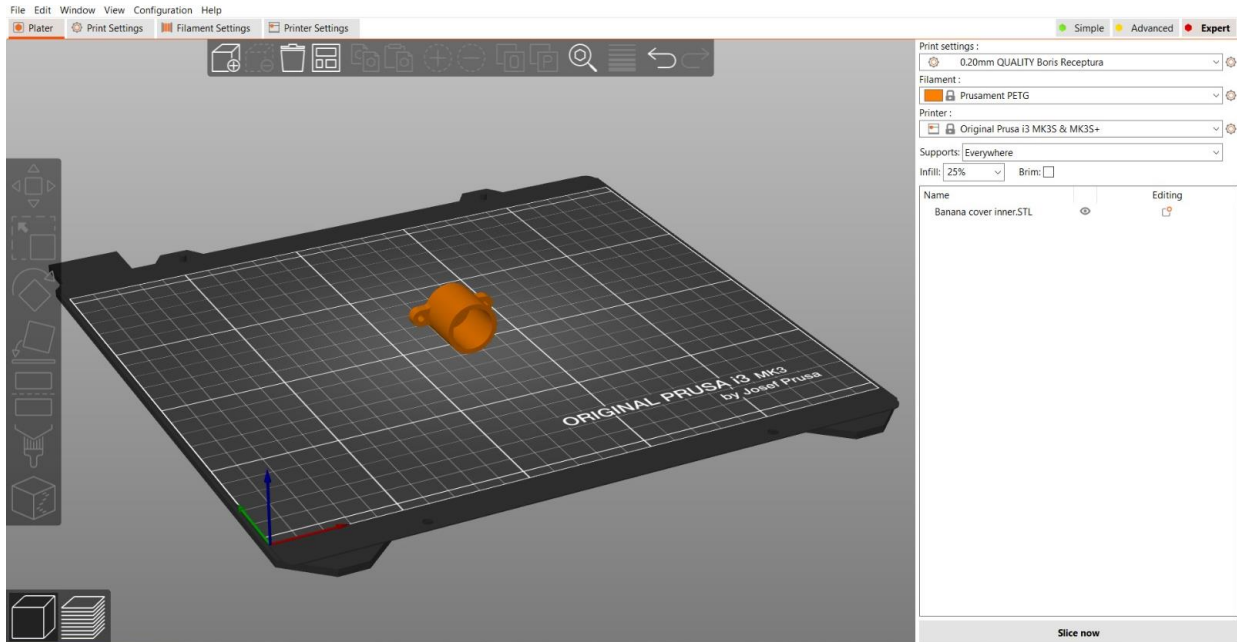 File Edit Window View Configuration Help
Plater Print Settings Filament Settings Printer Settings
Simple Advanced Expert
Print settings :
0.20mm QUALITY Boris Receptura
Filament :
Prusament PETG
Printer :
Original Prusa i3 MK3S & MK3S+
Supports: Everywhere
Infill: 25% Brim:
Name Editing
Banana cover inner.STL
ORIGINAL PRUSA i3 MK3
by Josef Prusa
Slice now